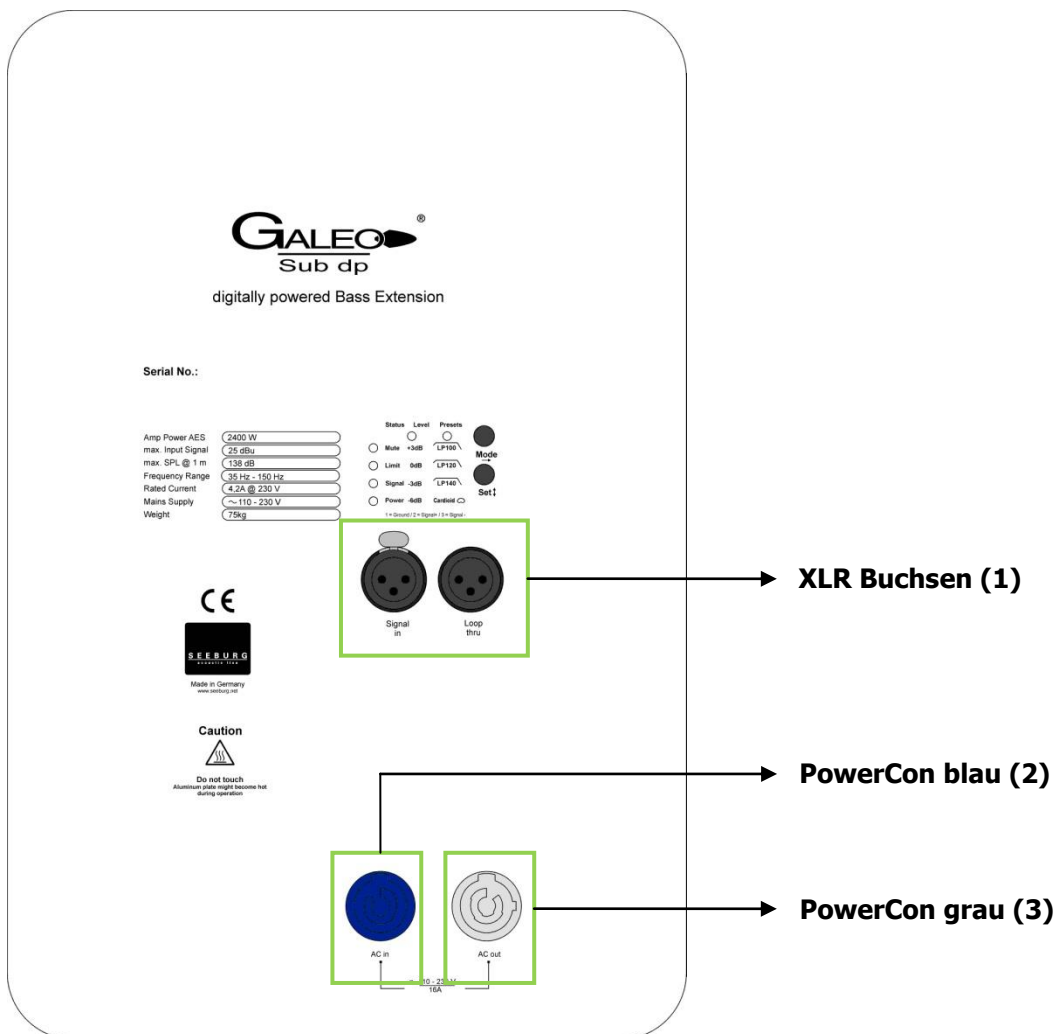 GALEO®
Sub dp
digitally powered Bass Extension
Serial No.:
Amp Power AES 2400 W
max. Input Signal 25 dBu
max. SPL @ 1 m 138 dB
Frequency Range 35 Hz - 150 Hz
Rated Current 4,2A @ 230 V
Mains Supply ~110 - 230 V
Weight 75kg
Status Level Presets
Mute +3dB LP100
Limit 0dB LP120
Signal -3dB LP140
Power -6dB Cardioid
Mode
Set
1 = Ground / 2 = Signal+ / 3 = Signal -
Signal
in
Loop
thru
XLR Buchsen (1)
CE
SEEBURG
acoustic line
Made in Germany
www.seeburg.net
Caution
Do not touch
Aluminum plate might become hot
during operation
PowerCon blau (2)
PowerCon grau (3)
AC in
AC out
10 - 230 V
16A